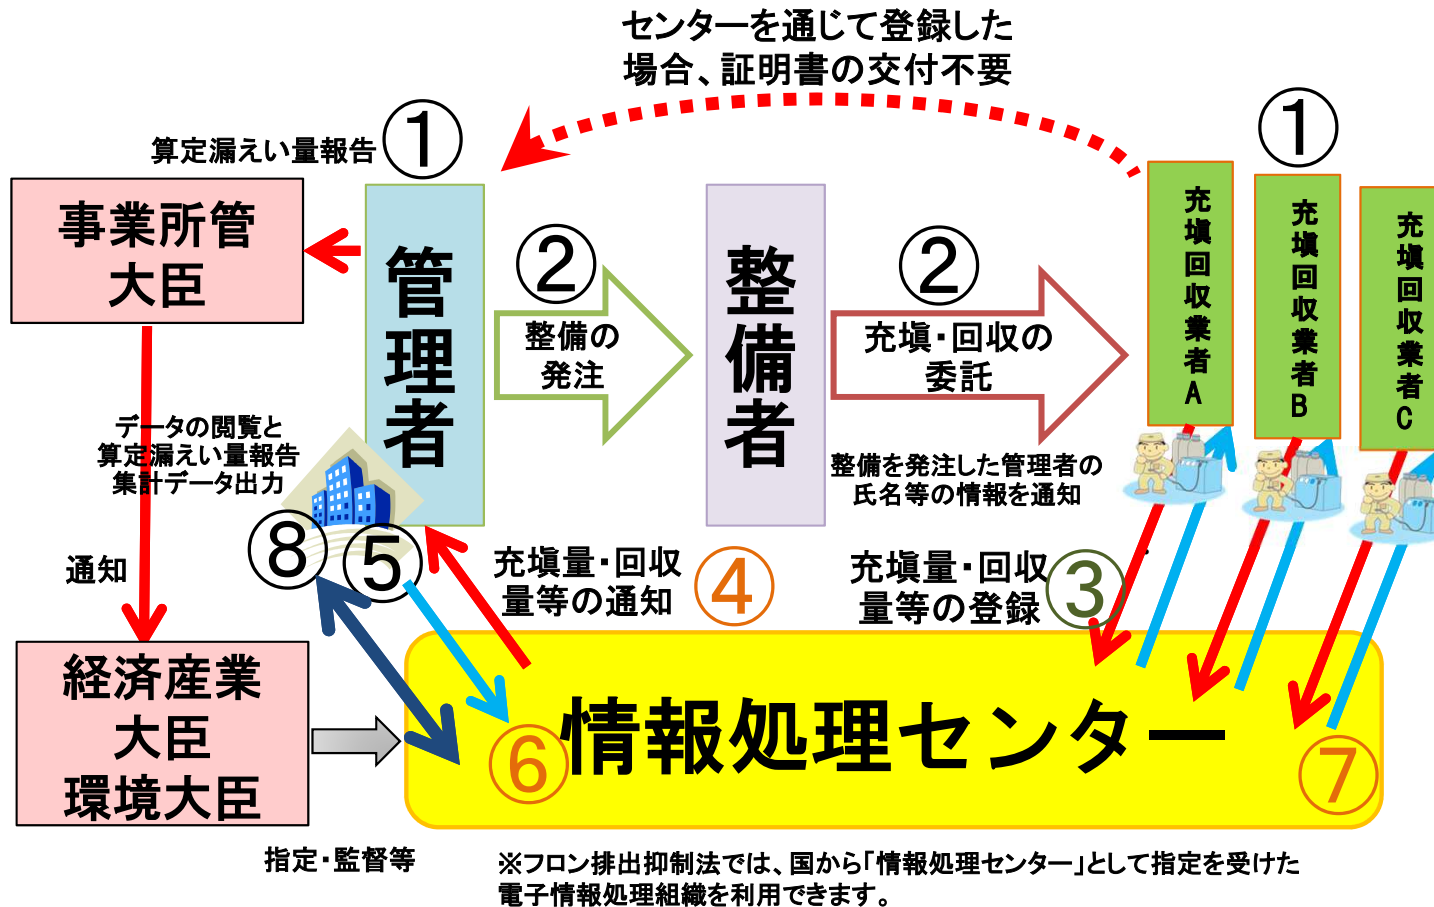 センターを通じて登録した
場合、証明書の交付不要
①
算定漏えい量報告
①
事業所管
大臣
管理者
②
整備の
発注
整備者
②
充塡・回収の
委託
充塡回収業者A
充塡回収業者B
充塡回収業者C
データの閲覧と
算定漏えい量報告
集計データ出力
整備を発注した管理者の
氏名等の情報を通知
⑧
⑤
通知
充塡量・回収
量等の通知
④
充塡量・回収
量等の登録
③
経済産業
大臣
環境大臣
情報処理センター
⑥
⑦
指定・監督等
※フロン排出抑制法では、国から「情報処理センター」として指定を受けた
電子情報処理組織を利用できます。